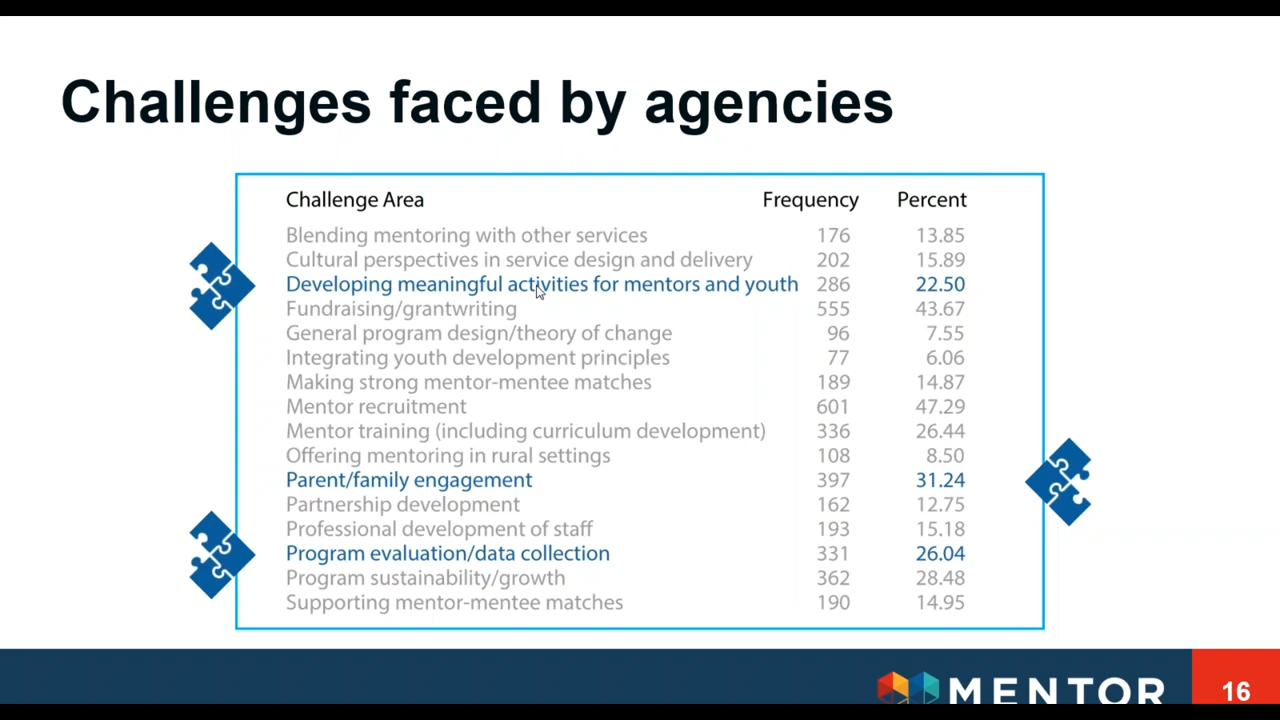 Challenges faced by agencies
Challenge Area Frequency Percent
Blending mentoring with other services 176 13.85
Cultural perspectives in service design and delivery 202 15.89
Developing meaningful activities for mentors and youth 286 22.50
Fundraising/grantwriting 555 43.67
General program design/theory of change 96 7.55
Integrating youth development principles 77 6.06
Making strong mentor-mentee matches 189 14.87
Mentor recruitment 601 47.29
Mentor training (including curriculum development) 336 26.44
Offering mentoring in rural settings 108 8.50
Parent/family engagement 397 31.24
Partnership development 162 12.75
Professional development of staff 193 15.18
Program evaluation/data collection 331 26.04
Program sustainability/growth 362 28.48
Supporting mentor-mentee matches 190 14.95
MENTOR 16